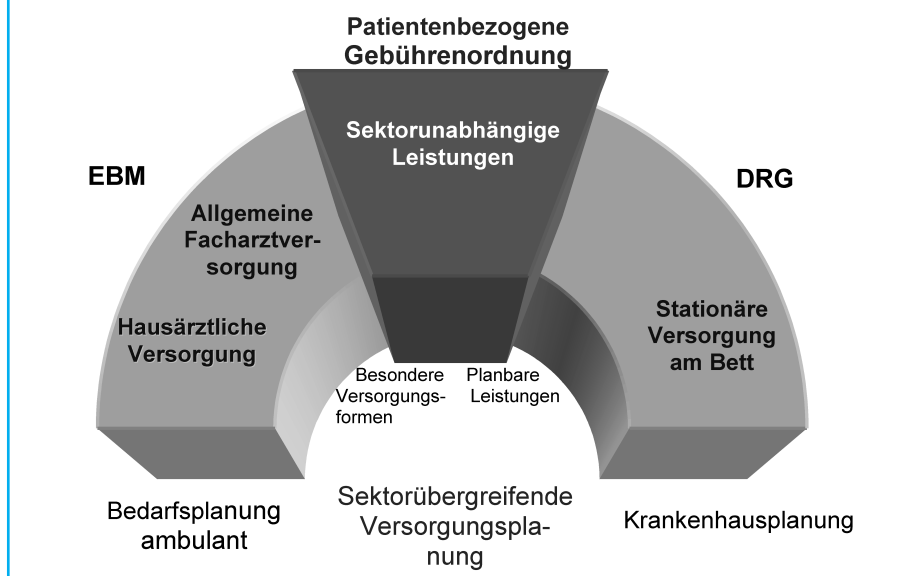 Patientenbezogene
Gebührenordnung
Sektorunabhängige
Leistungen
EBM
DRG
Allgemeine
Facharztver-
sorgung
Hausärztliche
Versorgung
Stationäre
Versorgung
am Bett
Besondere
Versorgungs-
formen
Planbare
Leistungen
Bedarfsplanung
ambulant
Sektorübergreifende
Versorgungspla-
nung
Krankenhausplanung